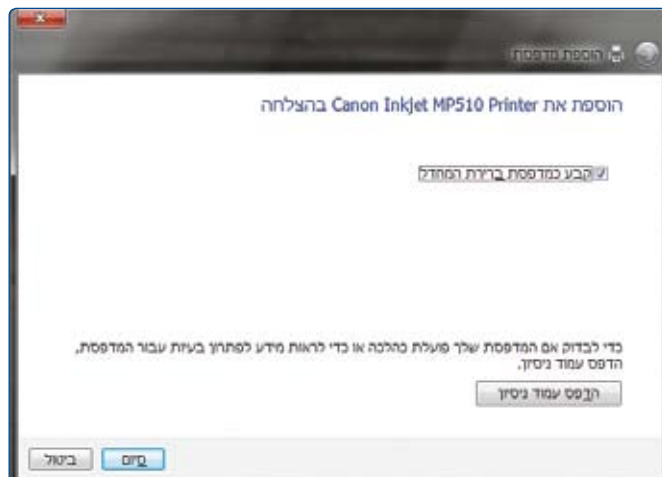 הוספת מדפסת
הוספת את Canon Inkjet MP510 Printer בהצלחה
קבע כמדפסת ברירת המחדל
כדי לבדוק אם המדפסת שלך פועלת כהלכה או כדי לראות מידע לפתרון בעיות עבור המדפסת,
הדפס עמוד ניסיון.
הדפס עמוד ניסיון
סיום
ביטול